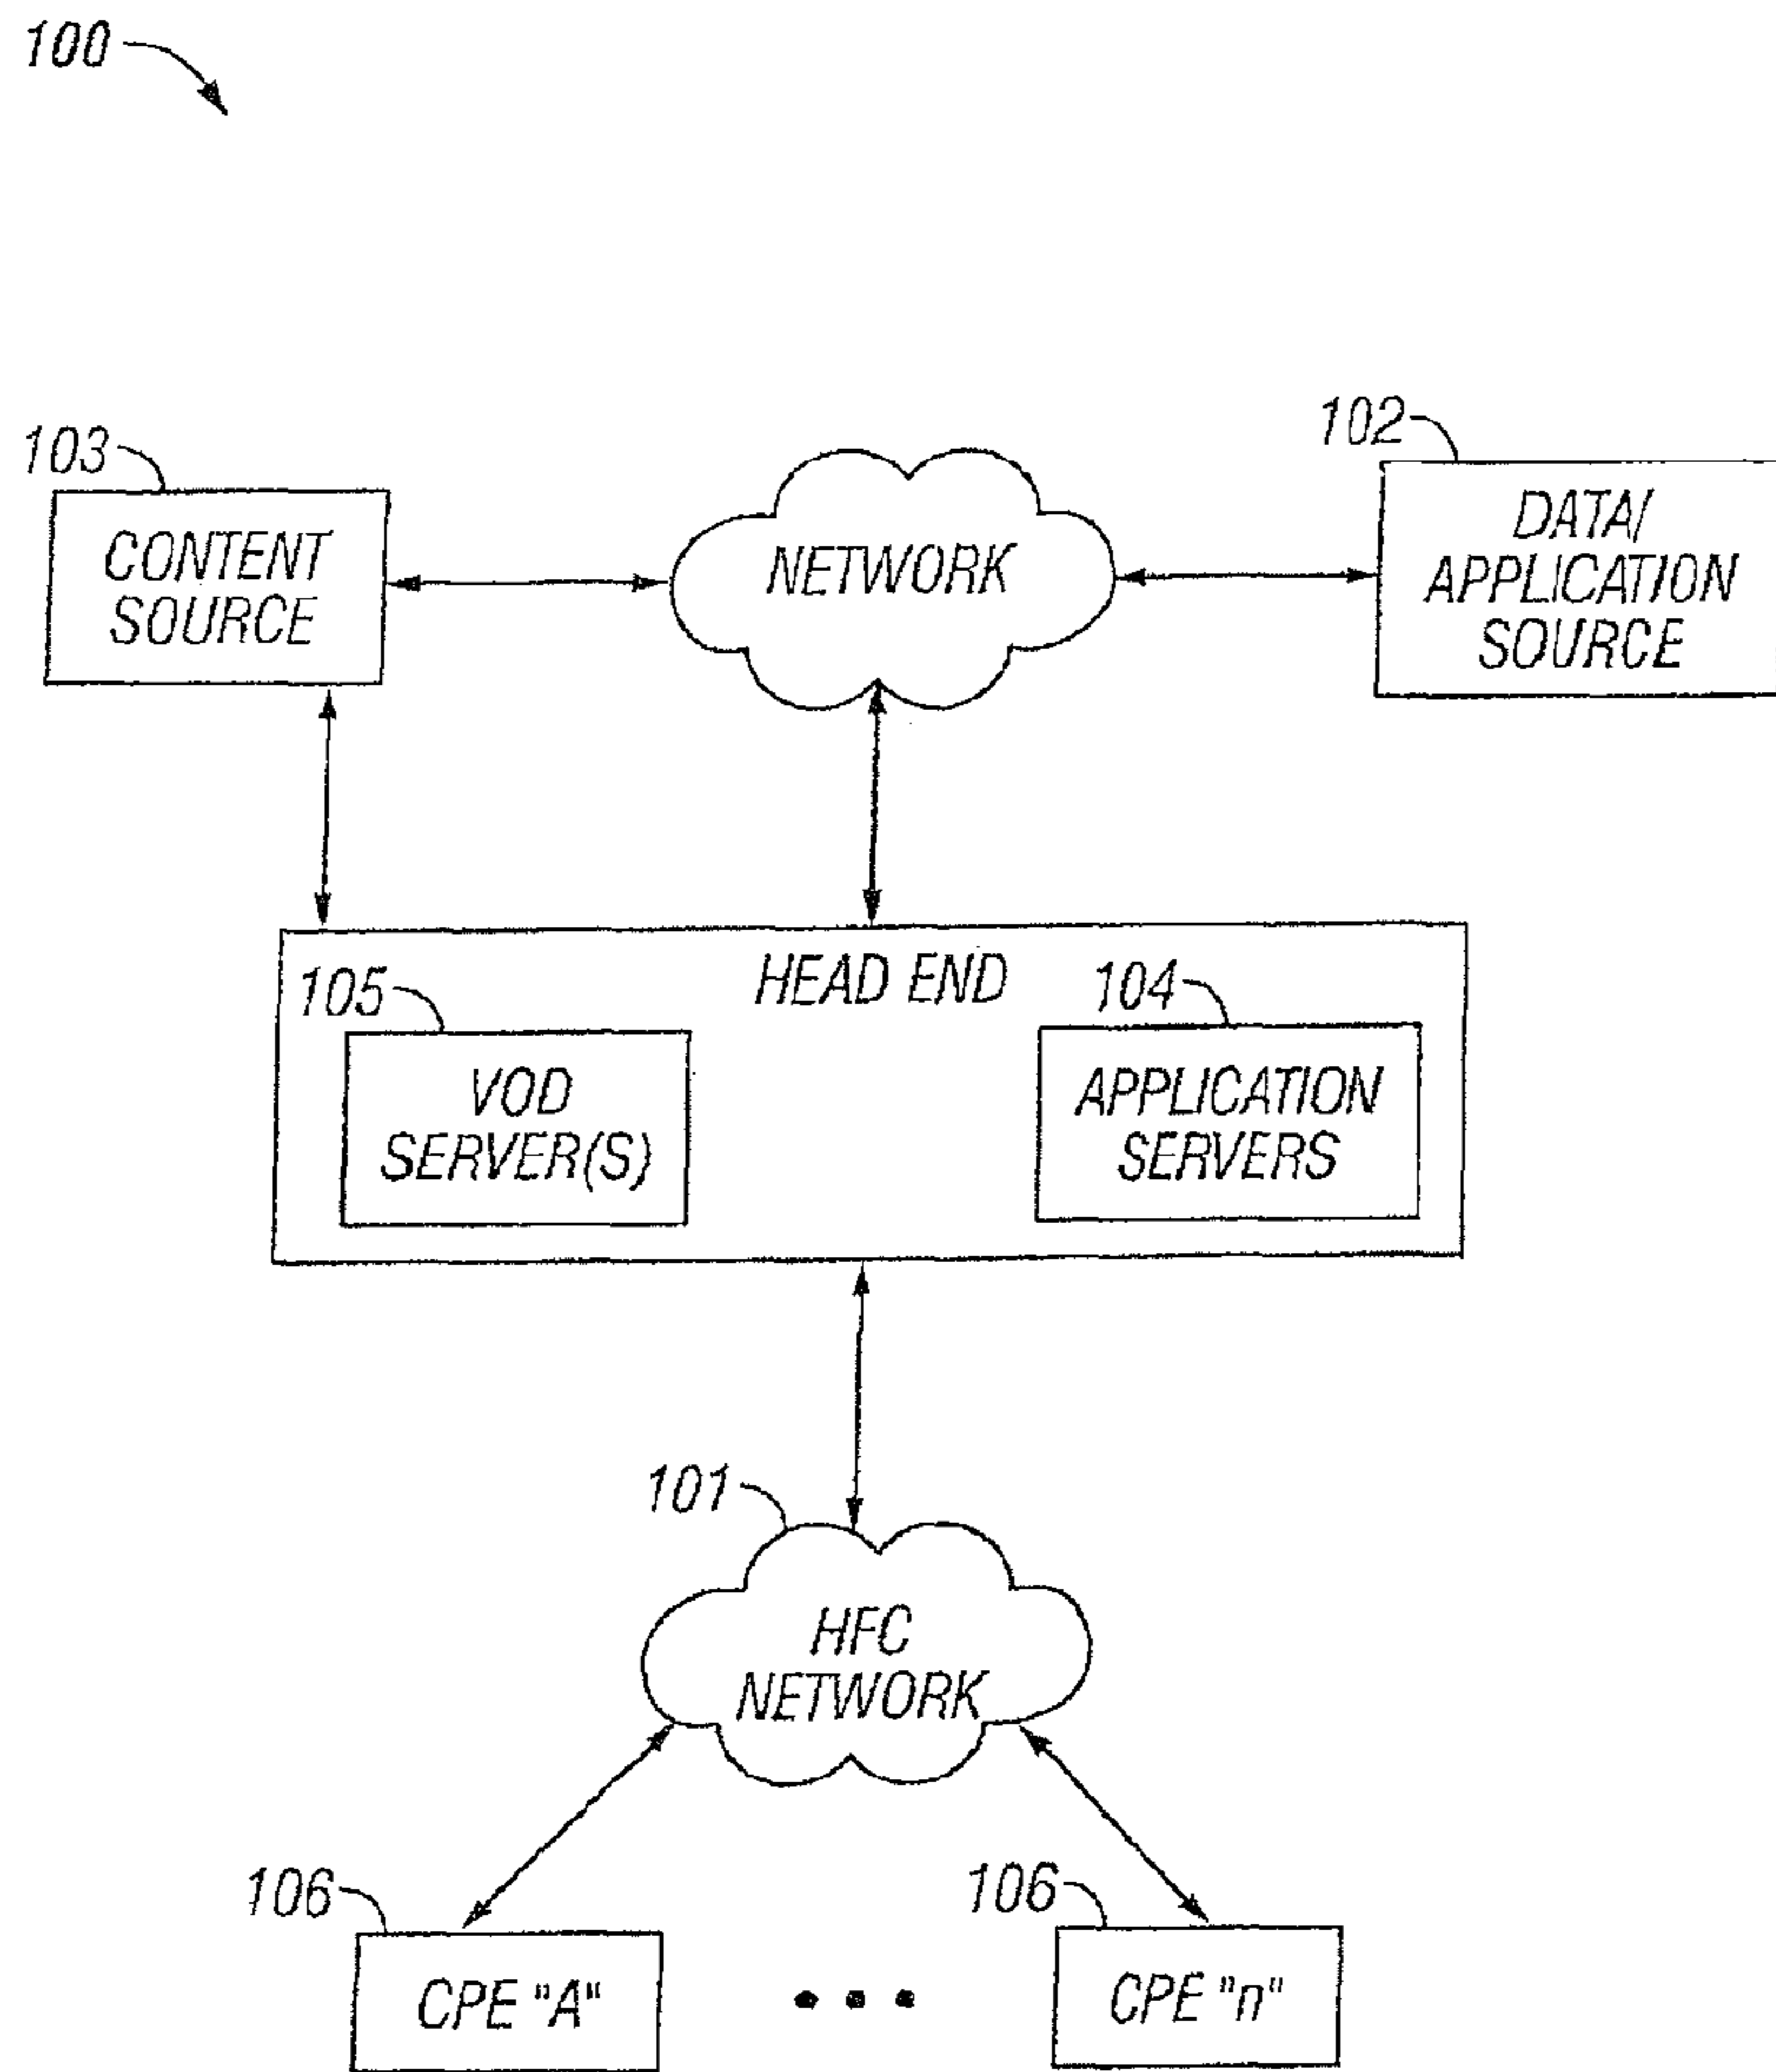 100
103
102
CONTENT
SOURCE
NETWORK
DATA/
APPLICATION
SOURCE
HEAD END
105
104
VOD
SERVER(S)
APPLICATION
SERVERS
101
HFC
NETWORK
106
106
CPE "A"
• • •
CPE "n"